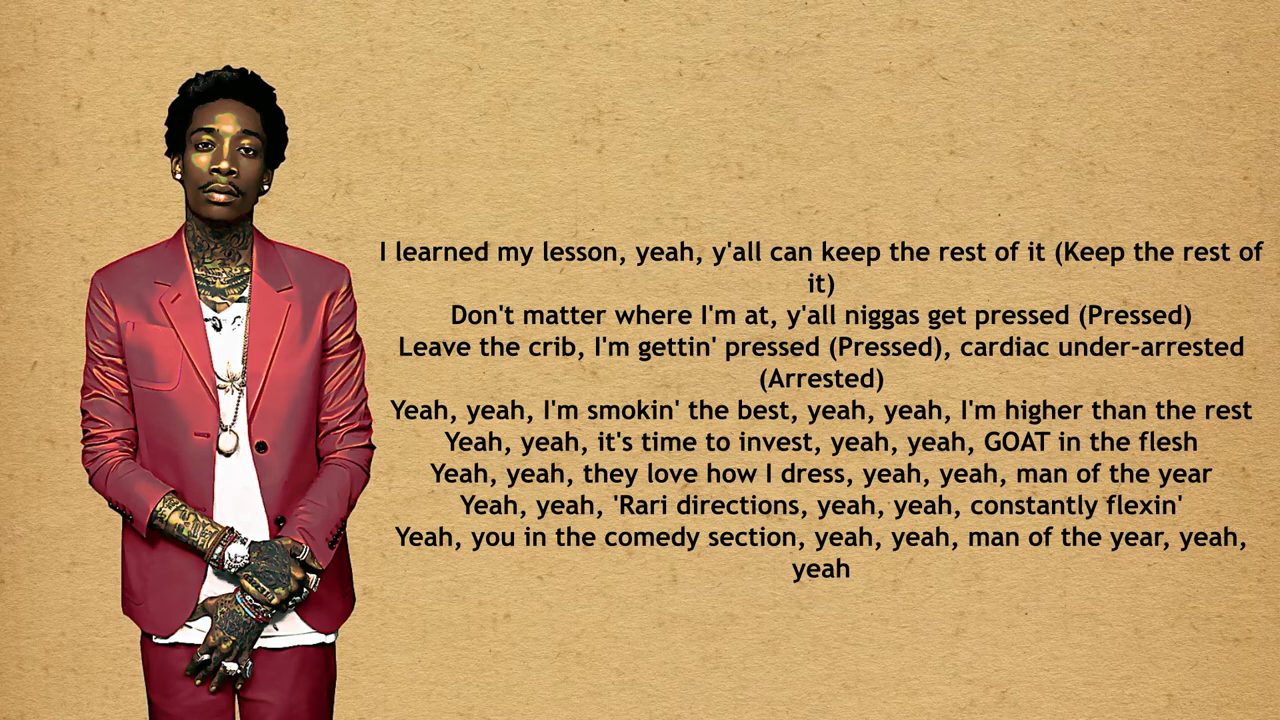 I learned my lesson, yeah, y'all can keep the rest of it (Keep the rest of
it)
Don't matter where I'm at, y'all niggas get pressed (Pressed)
Leave the crib, I'm gettin' pressed (Pressed), cardiac under-arrested
(Arrested)
Yeah, yeah, I'm smokin' the best, yeah, yeah, I'm higher than the rest
Yeah, yeah, it's time to invest, yeah, yeah, GOAT in the flesh
Yeah, yeah, they love how I dress, yeah, yeah, man of the year
Yeah, yeah, 'Rari directions, yeah, yeah, constantly flexin'
Yeah, you in the comedy section, yeah, yeah, man of the year, yeah,
yeah